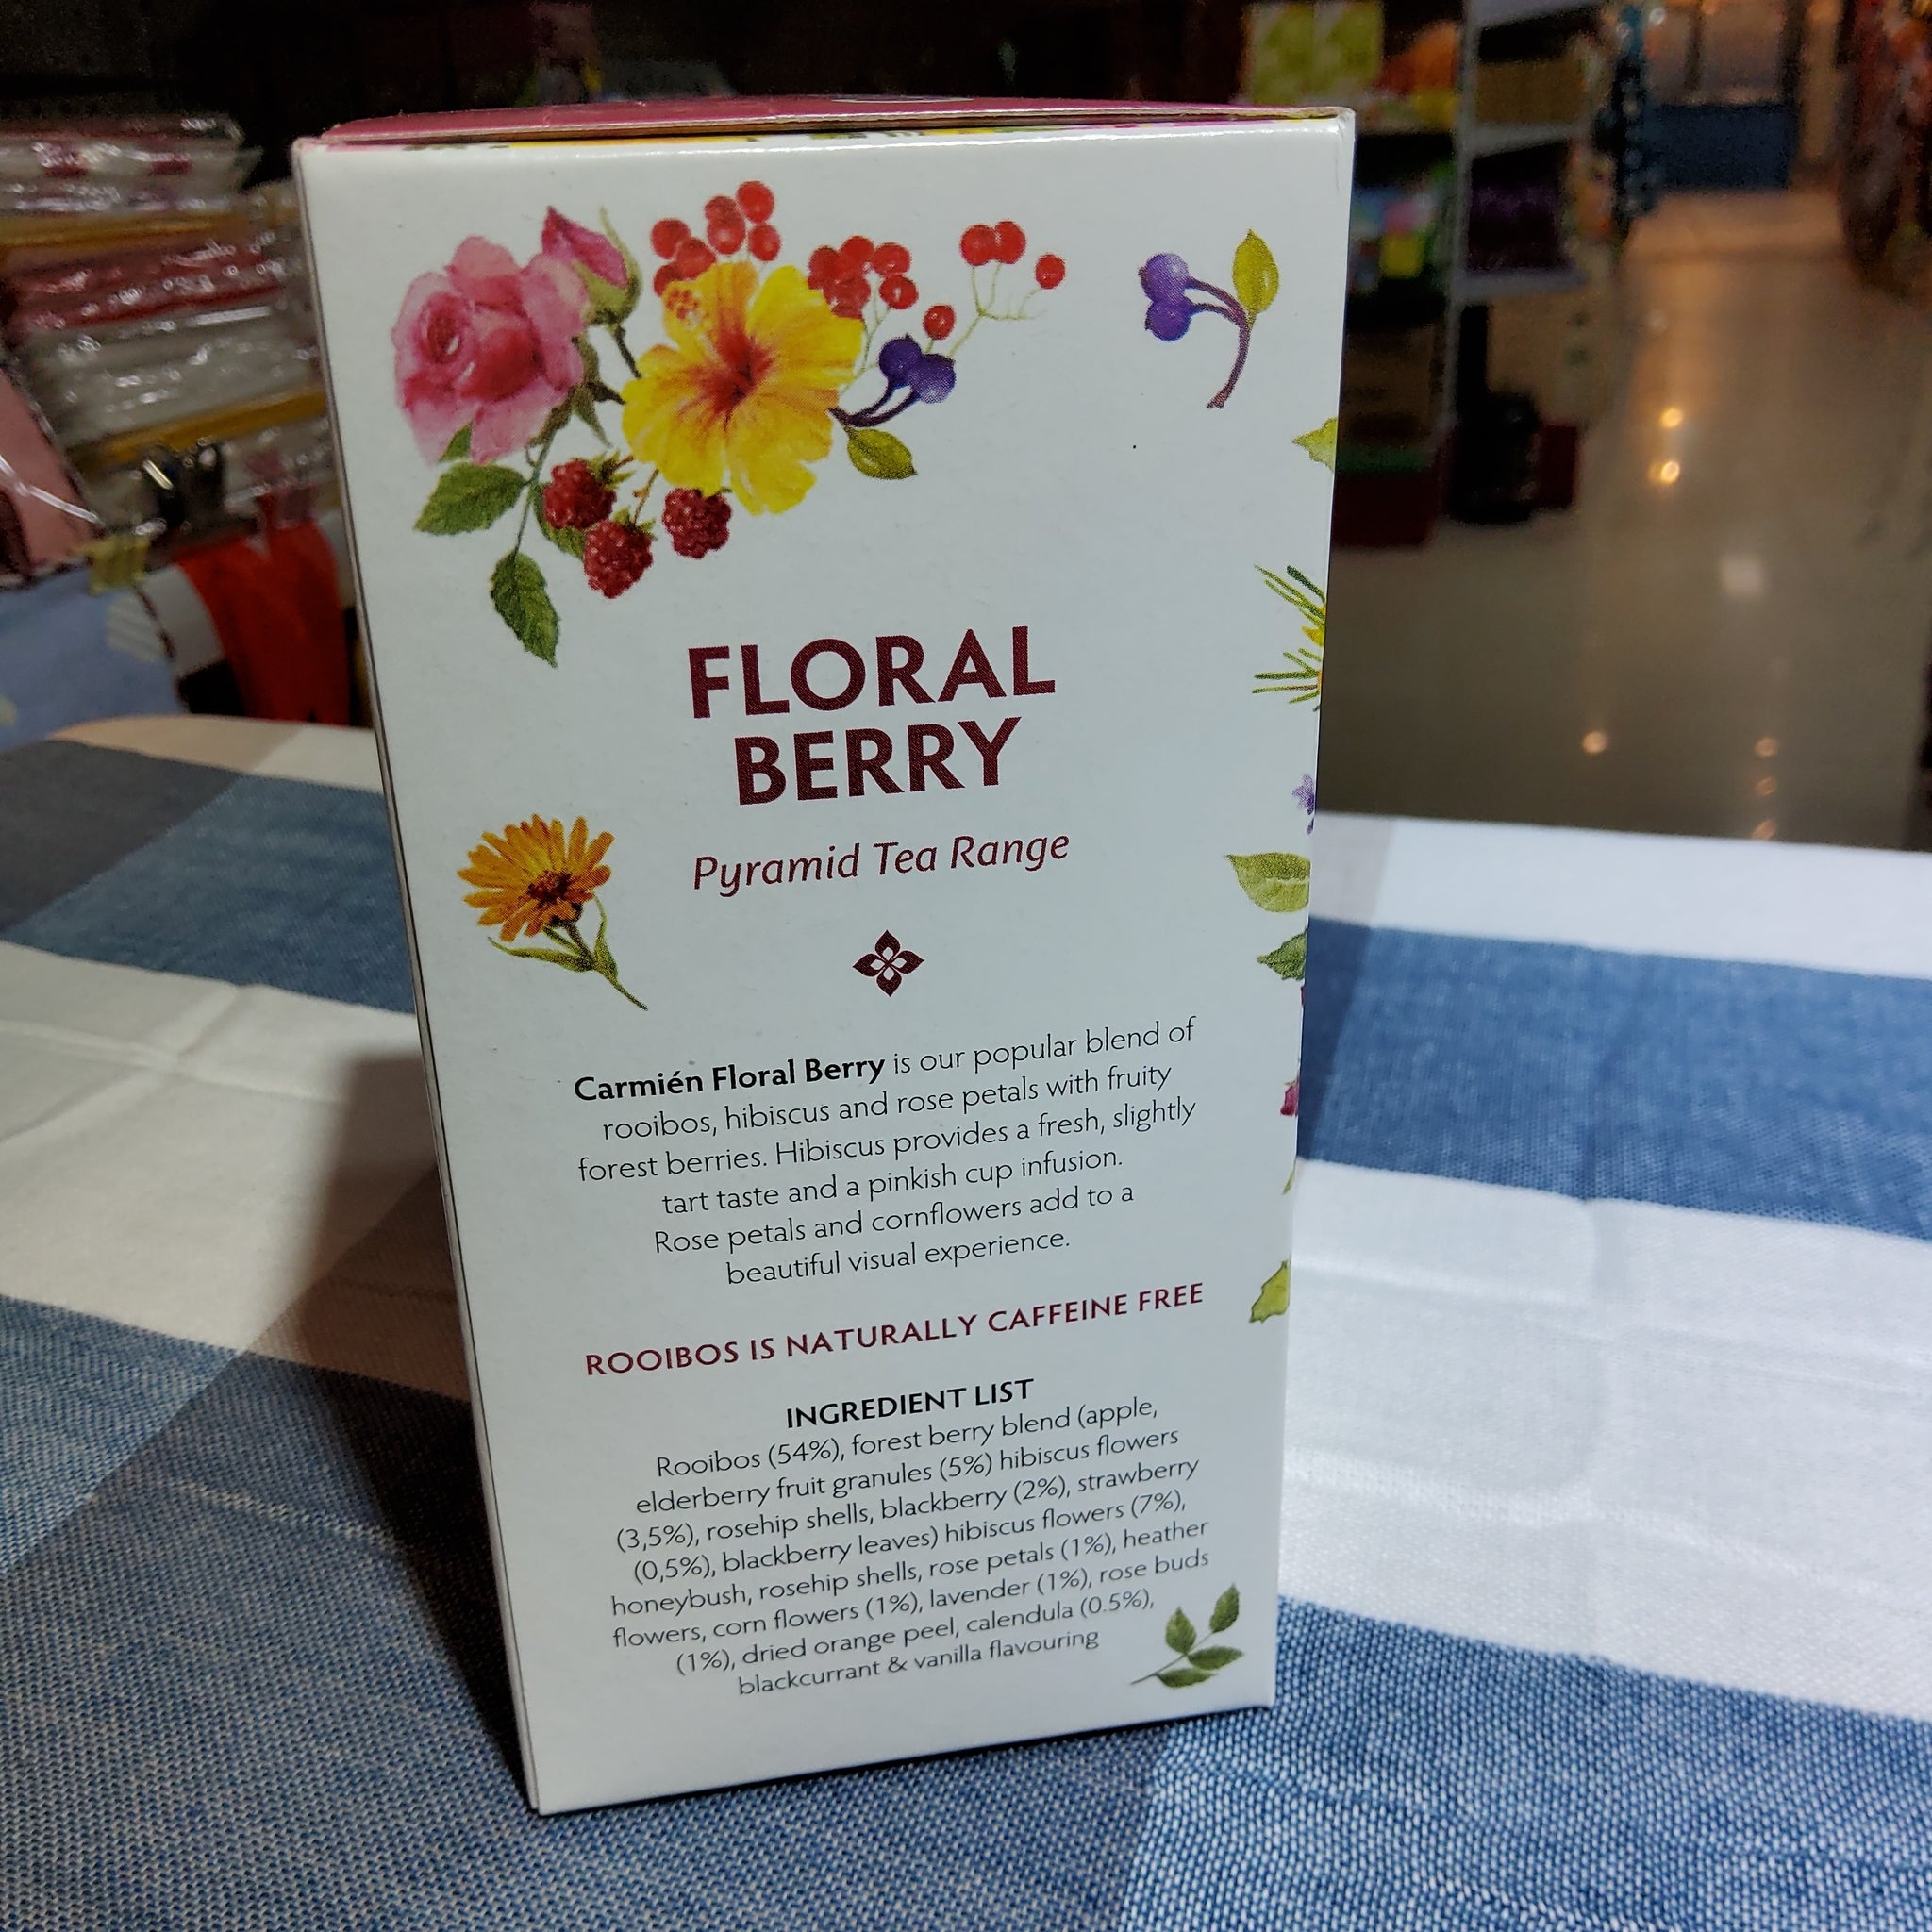 FLORAL
BERRY
Pyramid Tea Range
Carmién Floral Berry is our popular blend of
rooibos, hibiscus and rose petals with fruity
forest berries. Hibiscus provides a fresh, slightly
tart taste and a pinkish cup infusion.
Rose petals and cornflowers add to a
beautiful visual experience.
ROOIBOS IS NATURALLY CAFFEINE FREE
INGREDIENT LIST
Rooibos (54%), forest berry blend (apple,
elderberry fruit granules (5%) hibiscus flowers
(3,5%), rosehip shells, blackberry (2%), strawberry
(0,5%), blackberry leaves) hibiscus flowers (7%),
honeybush, rosehip shells, rose petals (1%), heather
flowers, corn flowers (1%), lavender (1%), rose buds
(1%), dried orange peel, calendula (0.5%),
blackcurrant & vanilla flavouring